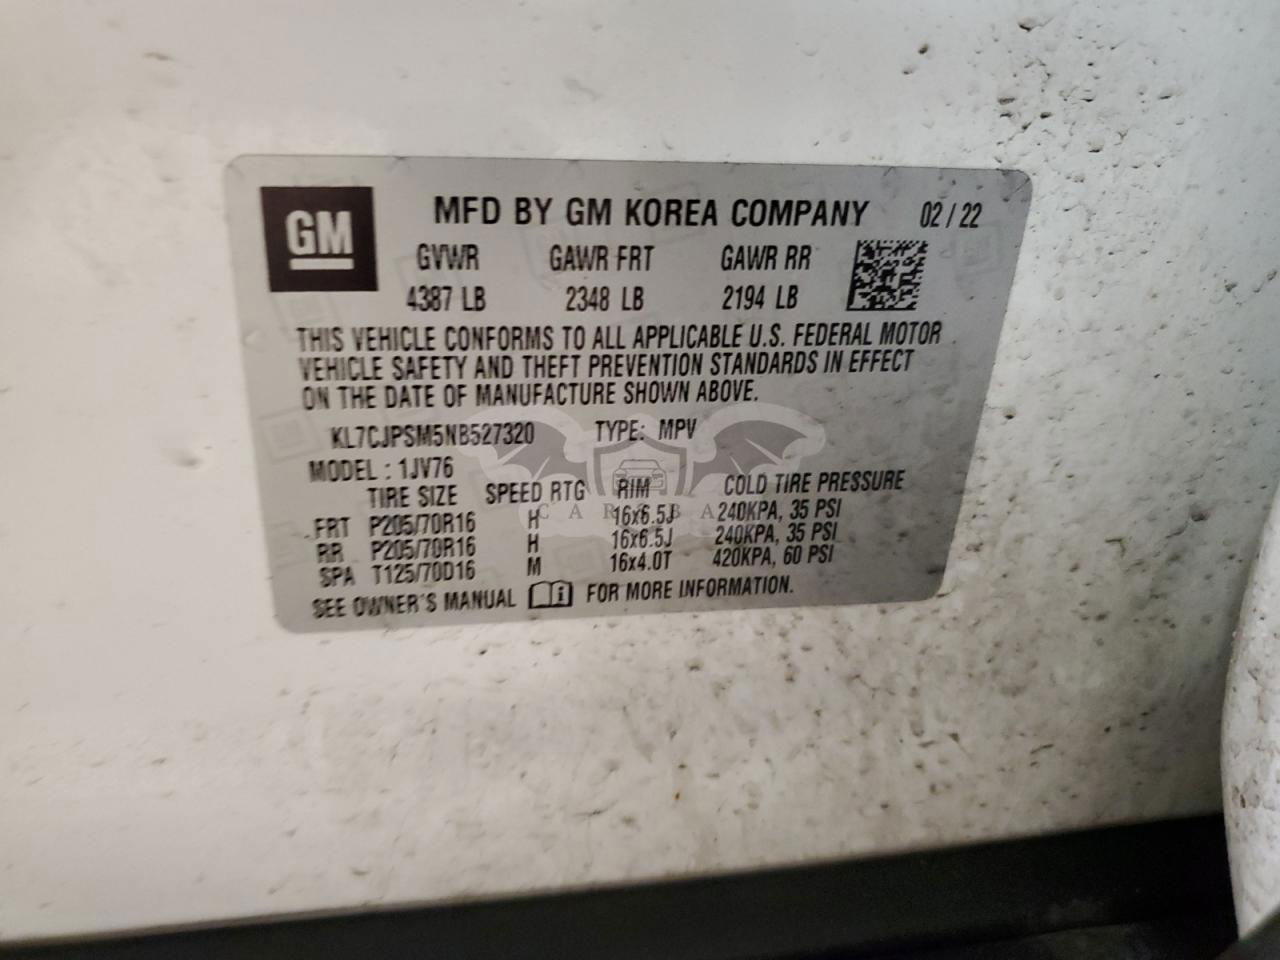 GM
MFD BY GM KOREA COMPANY 02/22
GVWR GAWR FRT GAWR RR
4387 LB 2348 LB 2194 LB
THIS VEHICLE CONFORMS TO ALL APPLICABLE U.S. FEDERAL MOTOR
VEHICLE SAFETY AND THEFT PREVENTION STANDARDS IN EFFECT
ON THE DATE OF MANUFACTURE SHOWN ABOVE.
KL7CJPSM5NB527320 TYPE: MPV
MODEL: 1JV76
TIRE SIZE SPEED RTG RIM COLD TIRE PRESSURE
FRT P205/70R16 H 16x6.5J 240KPA, 35 PSI
RR P205/70R16 H 16x6.5J 240KPA, 35 PSI
SPA T125/70D16 M 16x4.0T 420KPA, 60 PSI
SEE OWNER'S MANUAL i FOR MORE INFORMATION.